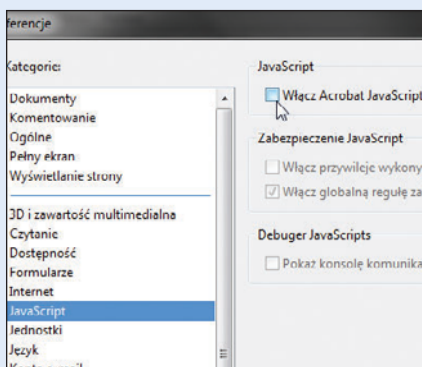 ferencje
Kategorie:
Dokumenty
Komentowanie
Ogólne
Pełny ekran
Wyświetlanie strony
3D i zawartość multimedialna
Czytanie
Dostępność
Formularze
Internet
JavaScript
Jednostki
Język
JavaScript
Włącz Acrobat JavaScript
Zabezpieczenie JavaScript
Włącz przywileje wykony
Włącz globalną regułę za
Debuger JavaScripts
Pokaż konsolę komunika